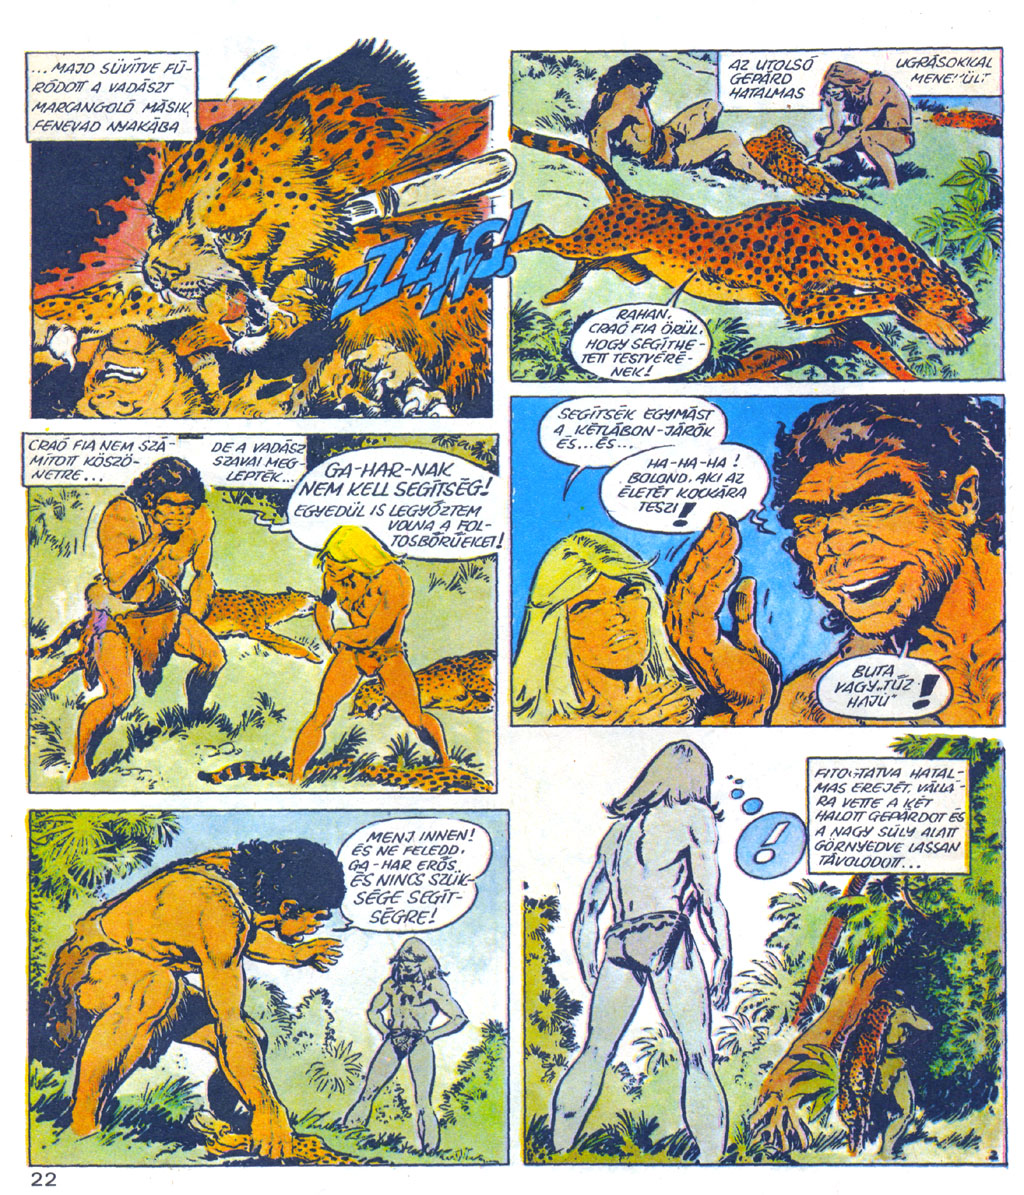 ... MAJD SÜVÍTVE FÚ-
RÓDOTT A VADÁSZT
MARCANGOLÓ MÁSIK
FENEVAD NYAKÁBA
ZZLANG!
AZ UTOLSÓ
GEPÁRD
HATALMAS
UGRÁSOKKAL
MENEKÜLT
RAHAN,
CRAÓ FIA ÖRÜL,
HOGY SEGÍTHE-
TETT TESTVÉRÉ-
NEK!
CRAÓ FIA NEM SZÁ-
MÍTOTT KÖSZÖ-
NETRE...
DE A VADÁSZ
SZAVAI MEG-
LEPTÉK...
GA-HAR-NAK
NEM KELL SEGÍTSÉG!
EGYEDÜL IS LEGYŐZTEM
VOLNA A FOL-
TOSBŐRŰEKET!
SEGÍTSÉK EGYMÁST
A KÉTLÁBON-JÁRÓK
ÉS...ÉS...
HA-HA-HA!
BOLOND, AKI AZ
ÉLETÉT KOCKÁRA
TESZI!
BUTA
VAGY „TŰZ
HAJÚ"!
MENJ INNEN!
ÉS NE FELEDD,
GA-HAR ERŐS
ÉS NINCS SZÜK-
SÉGE SEGÍT-
SÉGRE!
!
FITOGTATVA HATAL-
MAS EREJÉT, VÁLLÁ-
RA VETTE A KÉT
HALOTT GEPÁRDOT ÉS
A NAGY SÚLY ALATT
GÖRNYEDVE LASSAN
TÁVOLODOTT...
22